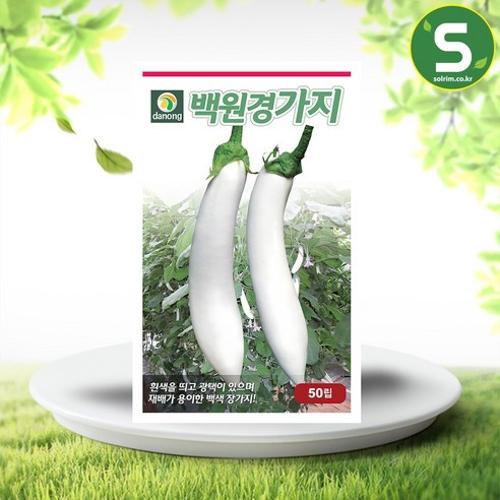 S
solrim.co.kr
danong
백원경가지
흰색을 띄고 광택이 있으며
재배가 용이한 백색 장가지!
50립